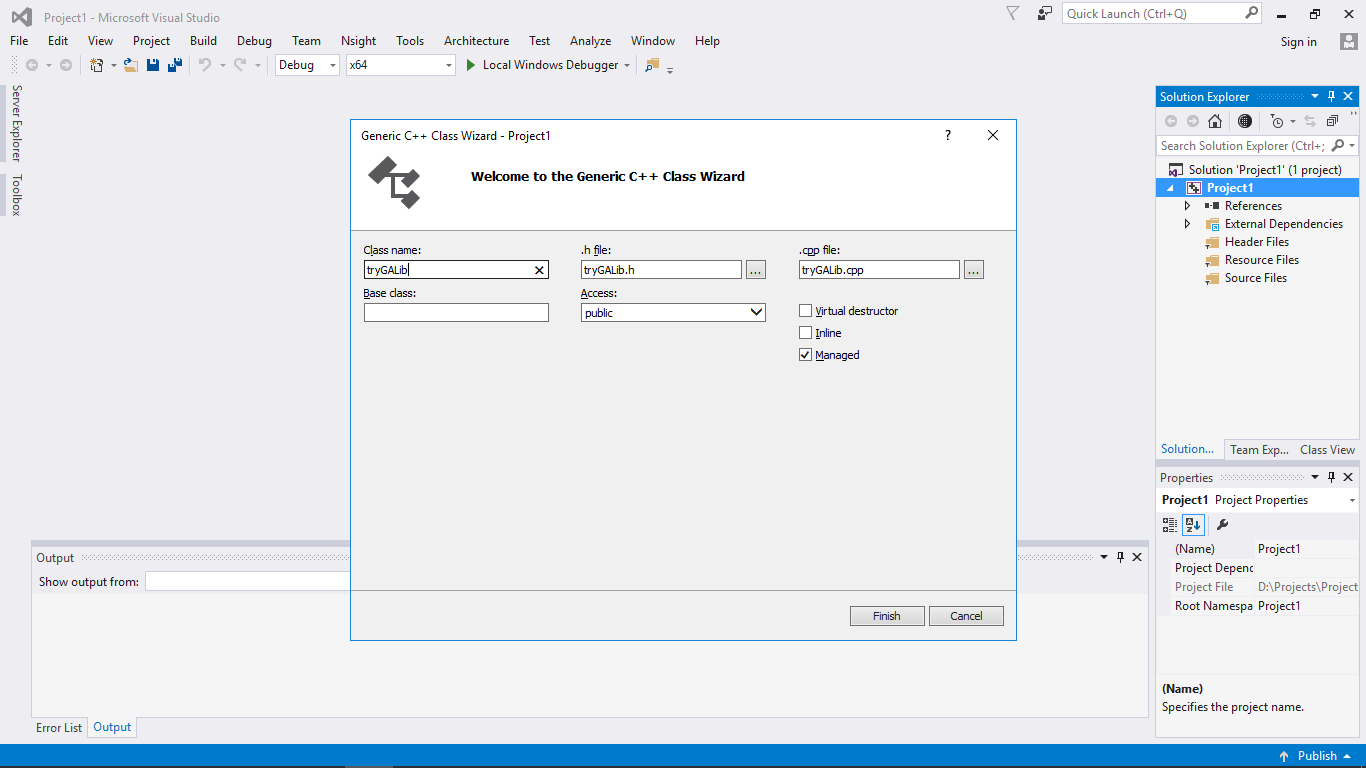 Project1 - Microsoft Visual Studio
Quick Launch (Ctrl+Q)
File Edit View Project Build Debug Team Nsight Tools Architecture Test Analyze Window Help
Sign in
Debug x64 Local Windows Debugger
Server Explorer
Toolbox
Generic C++ Class Wizard - Project1
?
Welcome to the Generic C++ Class Wizard
Class name: .h file: .cpp file:
tryGALib tryGALib.h ... tryGALib.cpp ...
Base class: Access:
public
Virtual destructor
Inline
Managed
Finish Cancel
Solution Explorer
Search Solution Explorer (Ctrl+;
Solution 'Project1' (1 project)
Project1
References
External Dependencies
Header Files
Resource Files
Source Files
Solution... Team Exp... Class View
Properties
Project1 Project Properties
(Name) Project1
Project Depenc
Project File D:\Projects\Project
Root Namespa Project1
(Name)
Specifies the project name.
Output
Show output from:
Error List Output
Publish